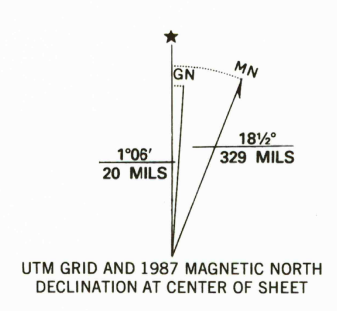 ★
GN
MN
1°06'
20 MILS
18½°
329 MILS
UTM GRID AND 1987 MAGNETIC NORTH
DECLINATION AT CENTER OF SHEET